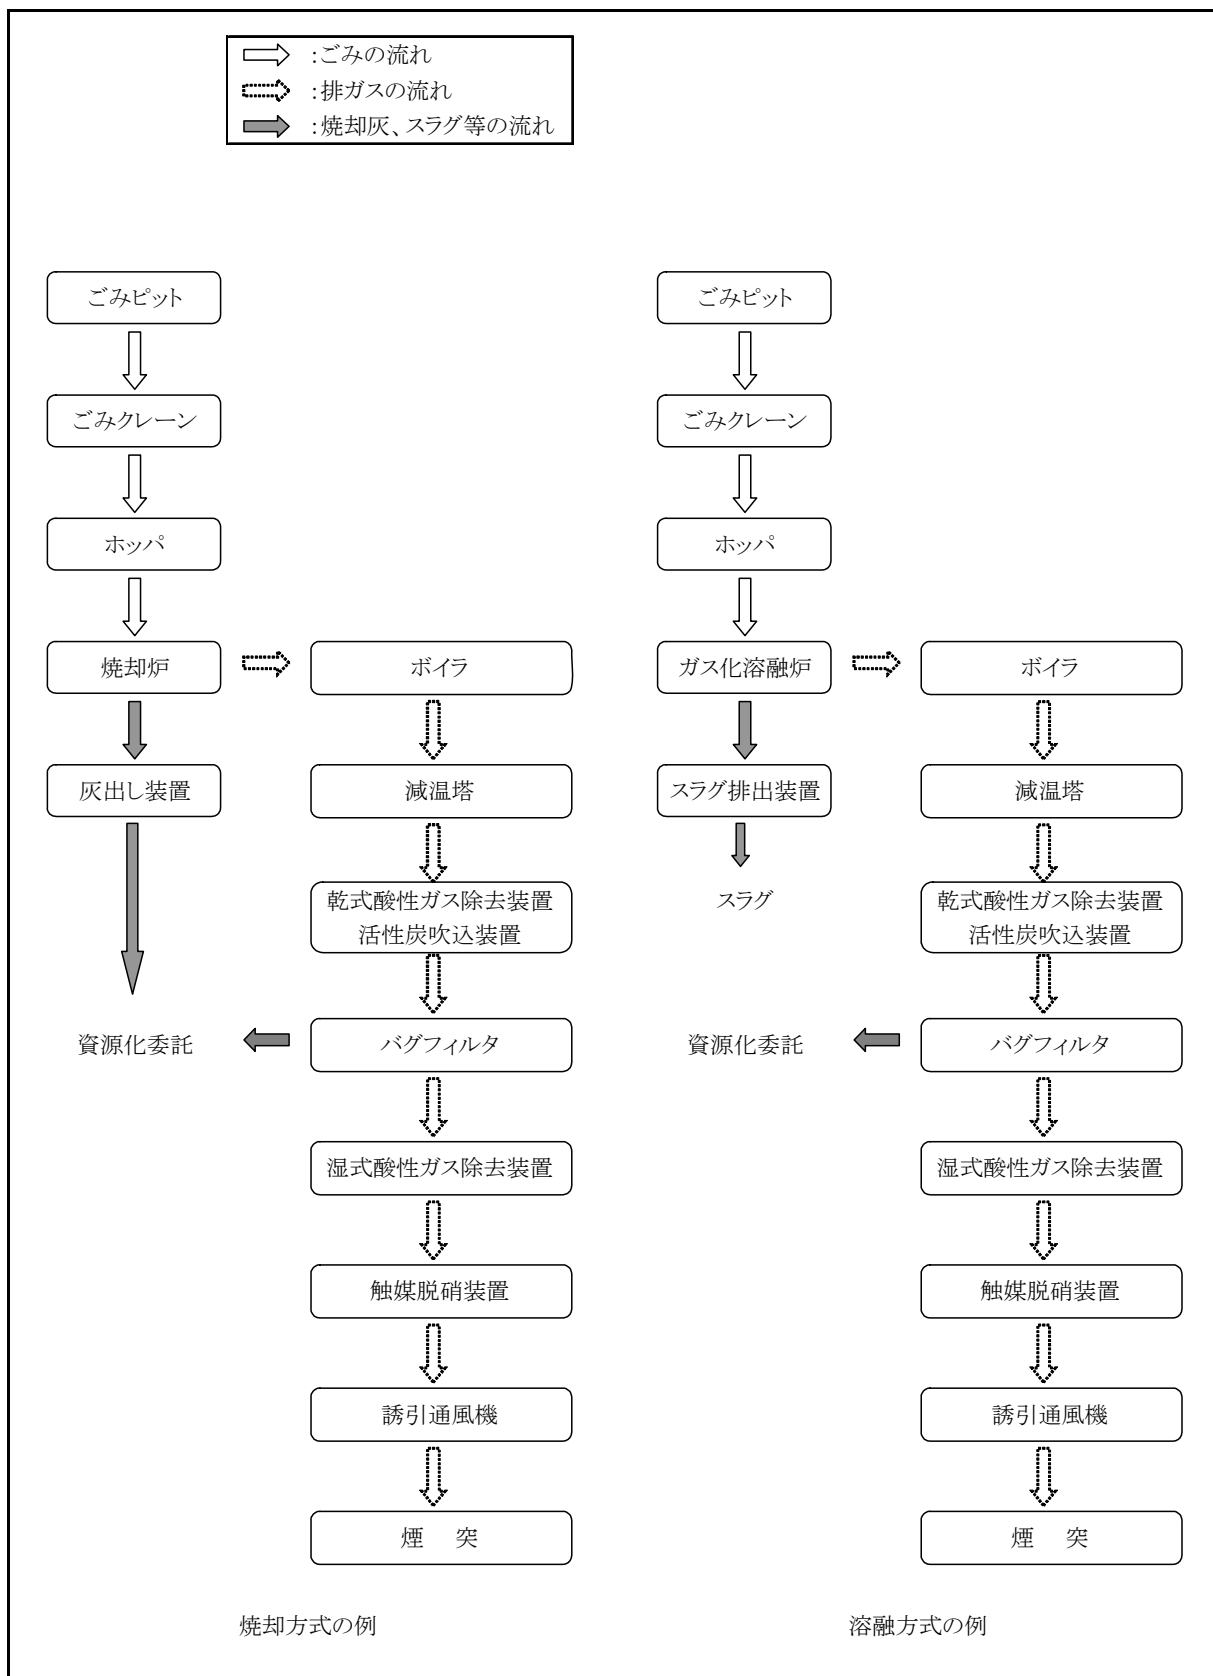 :ごみの流れ
:排ガスの流れ
:焼却灰、スラグ等の流れ
ごみピット
ごみクレーン
ホッパ
焼却炉
ボイラ
灰出し装置
減温塔
乾式酸性ガス除去装置
活性炭吹込装置
資源化委託
バグフィルタ
湿式酸性ガス除去装置
触媒脱硝装置
誘引通風機
煙 突
焼却方式の例
ごみピット
ごみクレーン
ホッパ
ガス化溶融炉
ボイラ
スラグ排出装置
減温塔
スラグ
乾式酸性ガス除去装置
活性炭吹込装置
資源化委託
バグフィルタ
湿式酸性ガス除去装置
触媒脱硝装置
誘引通風機
煙 突
溶融方式の例